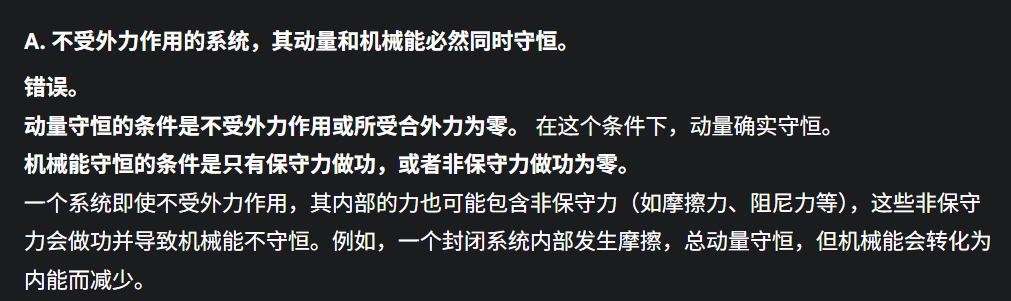 A. 不受外力作用的系统，其动量和机械能必然同时守恒。
错误。
动量守恒的条件是不受外力作用或所受合外力为零。 在这个条件下，动量确实守恒。
机械能守恒的条件是只有保守力做功，或者非保守力做功为零。
一个系统即使不受外力作用，其内部的力也可能包含非保守力（如摩擦力、阻尼力等），这些非保守
力会做功并导致机械能不守恒。例如，一个封闭系统内部发生摩擦，总动量守恒，但机械能会转化为
内能而减少。